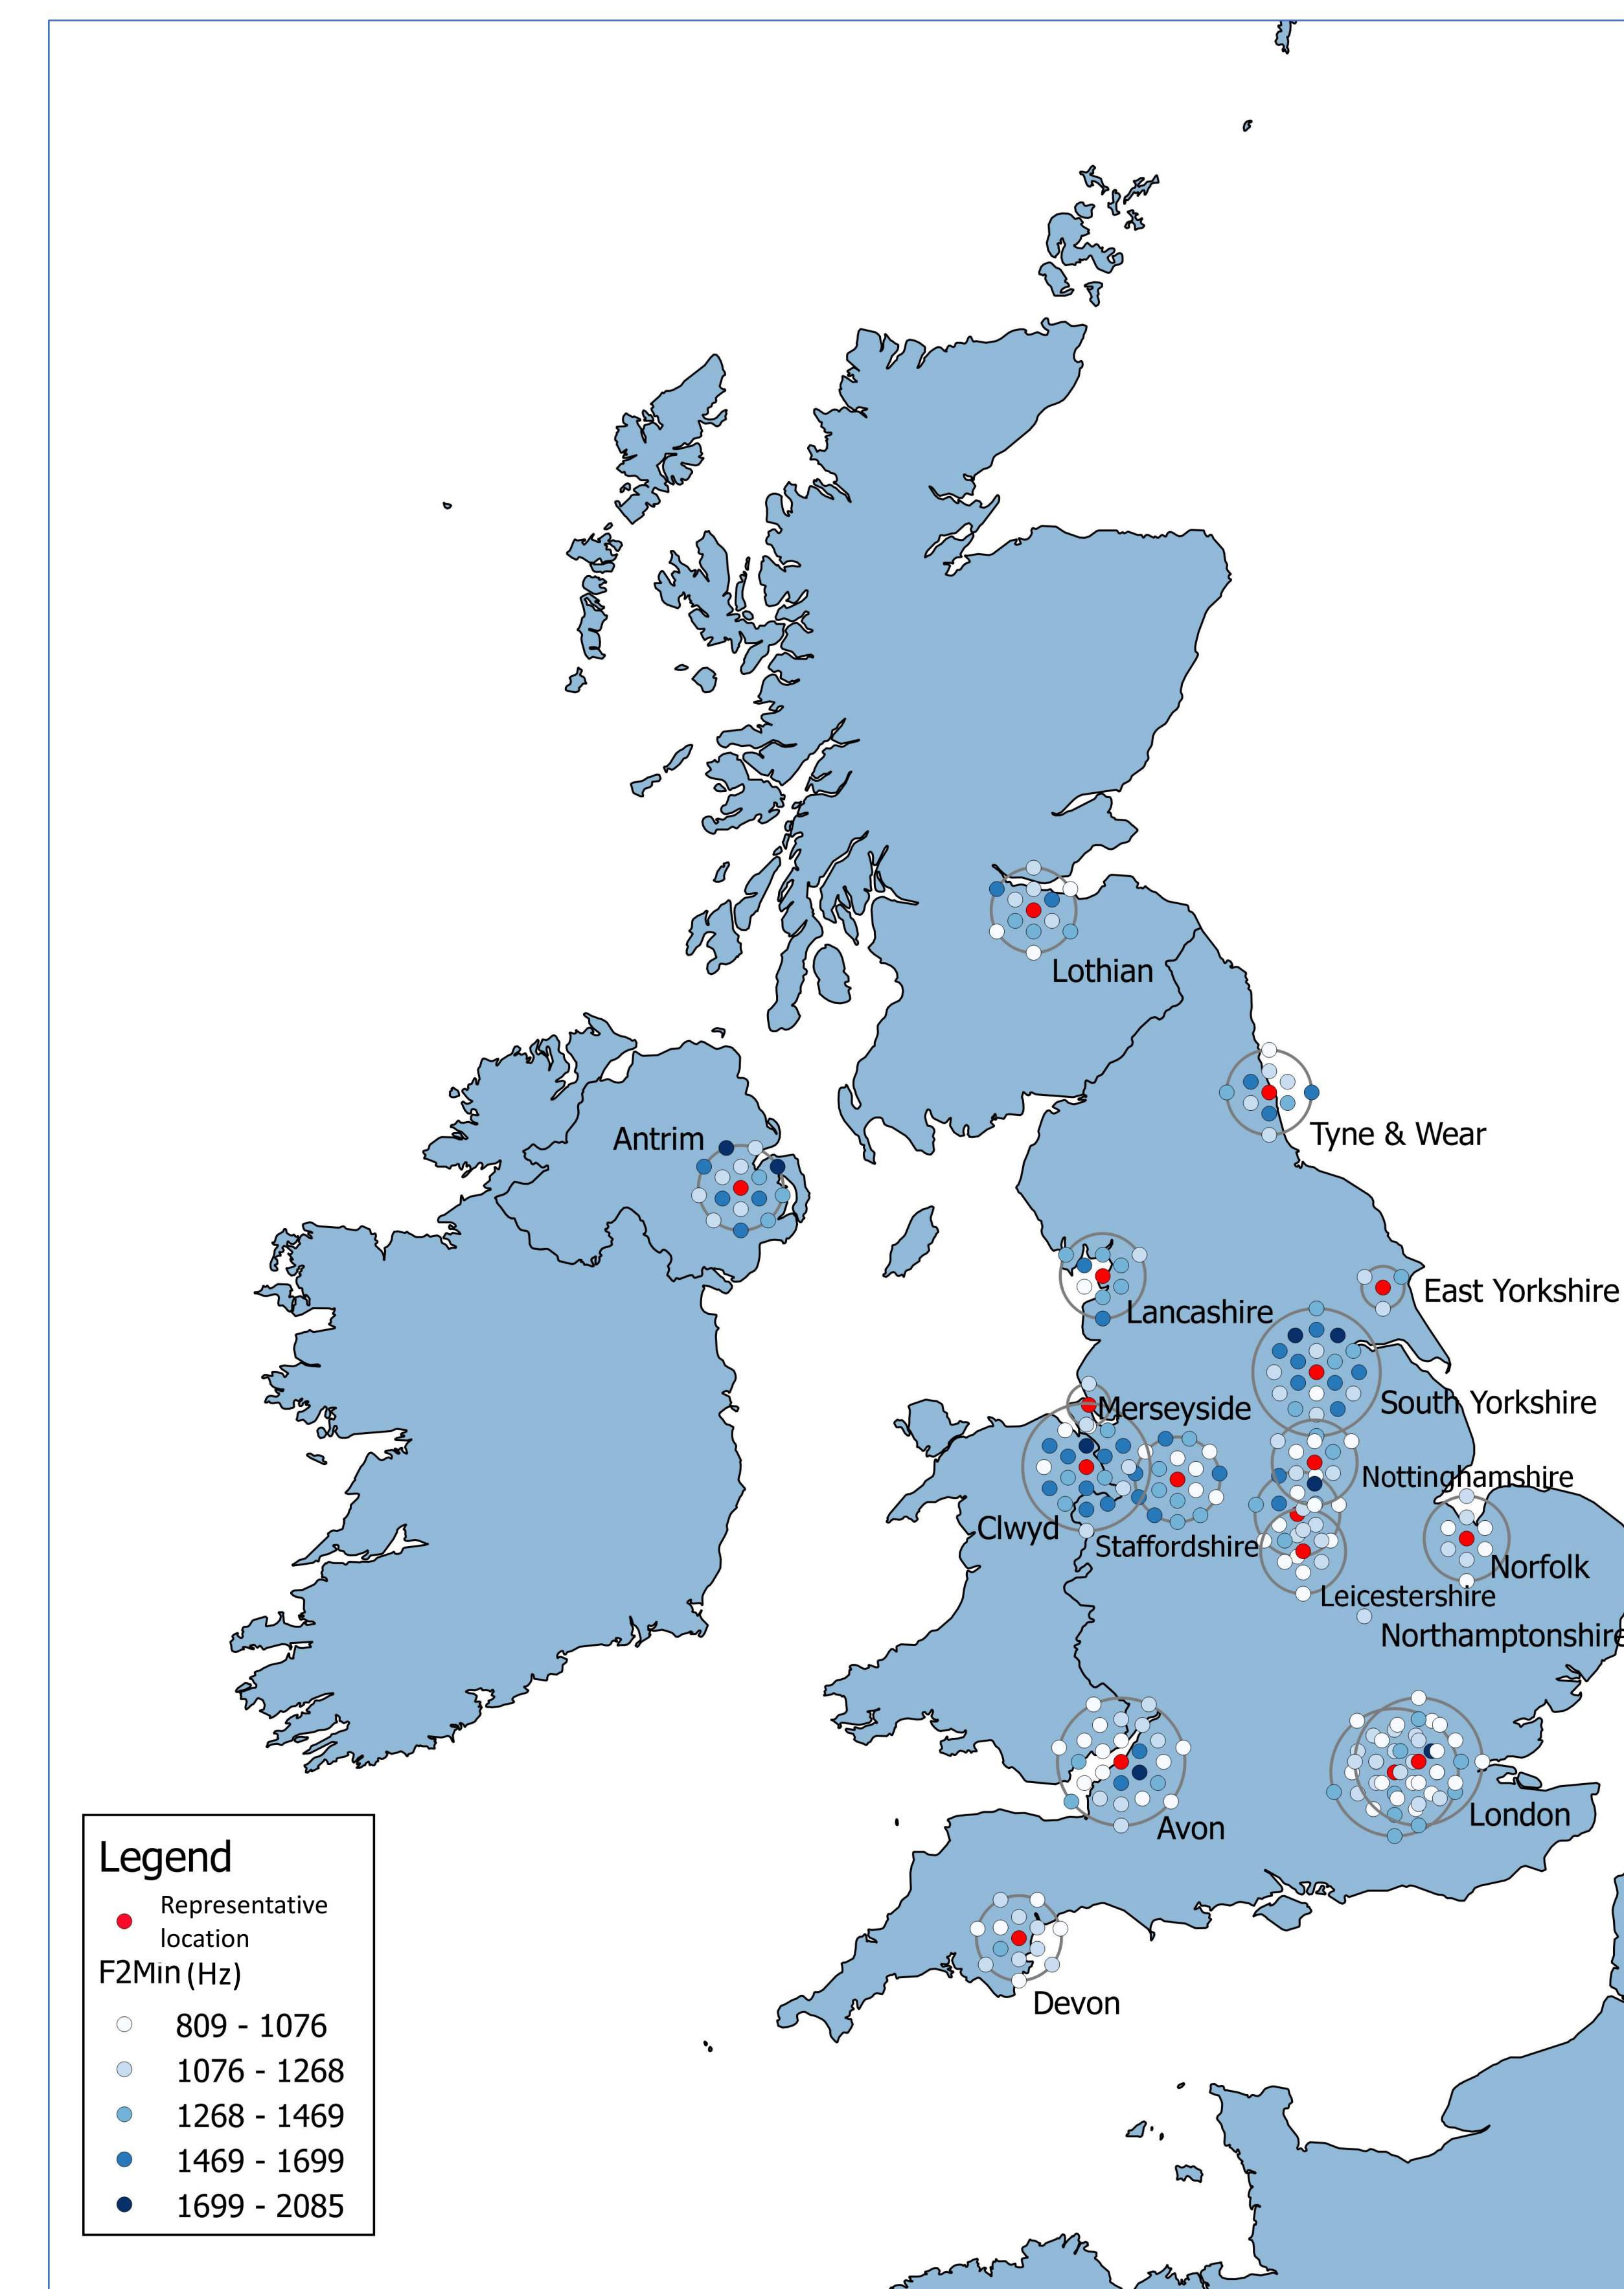 Lothian
Tyne & Wear
Antrim
East Yorkshire
Lancashire
South Yorkshire
Merseyside
Nottinghamshire
Clwyd
Staffordshire
Norfolk
Leicestershire
Northamptonshire
London
Avon
Devon
Legend
Representative
location
F2Min (Hz)
809 - 1076
1076 - 1268
1268 - 1469
1469 - 1699
1699 - 2085